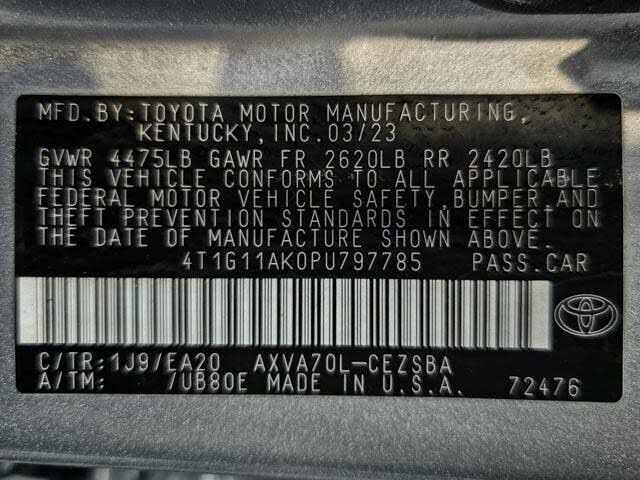 MFD.BY:TOYOTA MOTOR MANUFACTURING,
KENTUCKY,INC.03/23
GVWR 4475LB GAWR FR 2620LB RR 2420LB
THIS VEHICLE CONFORMS TO ALL APPLICABLE
FEDERAL MOTOR VEHICLE SAFETY,BUMPER,AND
THEFT PREVENTION STANDARDS IN EFFECT ON
THE DATE OF MANUFACTURE SHOWN ABOVE.
4T1G11AK0PU797785 PASS.CAR
C/TR:1J9/EA20 AXVA70L-CEZSBA
A/TM: /UB80E MADE IN U.S.A. 72476